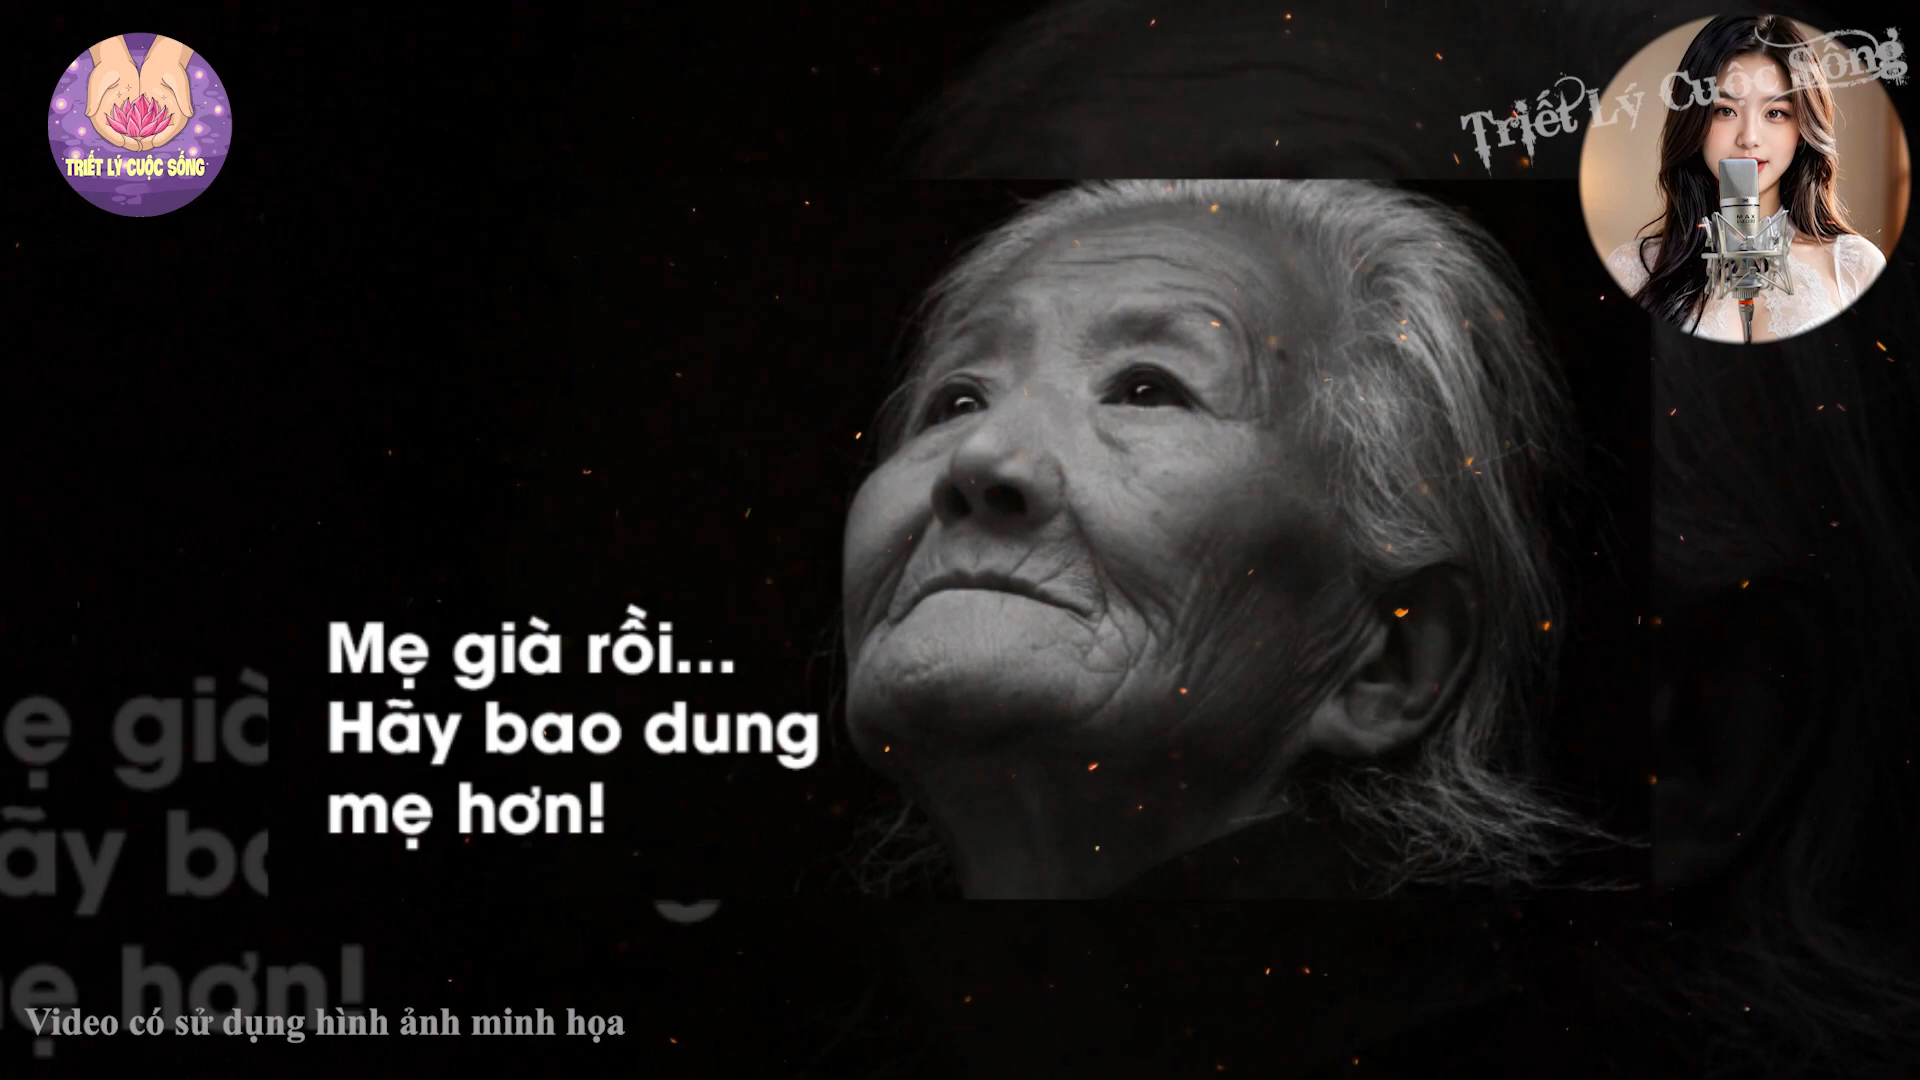 TRIẾT LÝ CUỘC SỐNG
Triết Lý Cuộc Sống
MAX
Mẹ già rồi...
Hãy bao dung
mẹ hơn!
Video có sử dụng hình ảnh minh họa